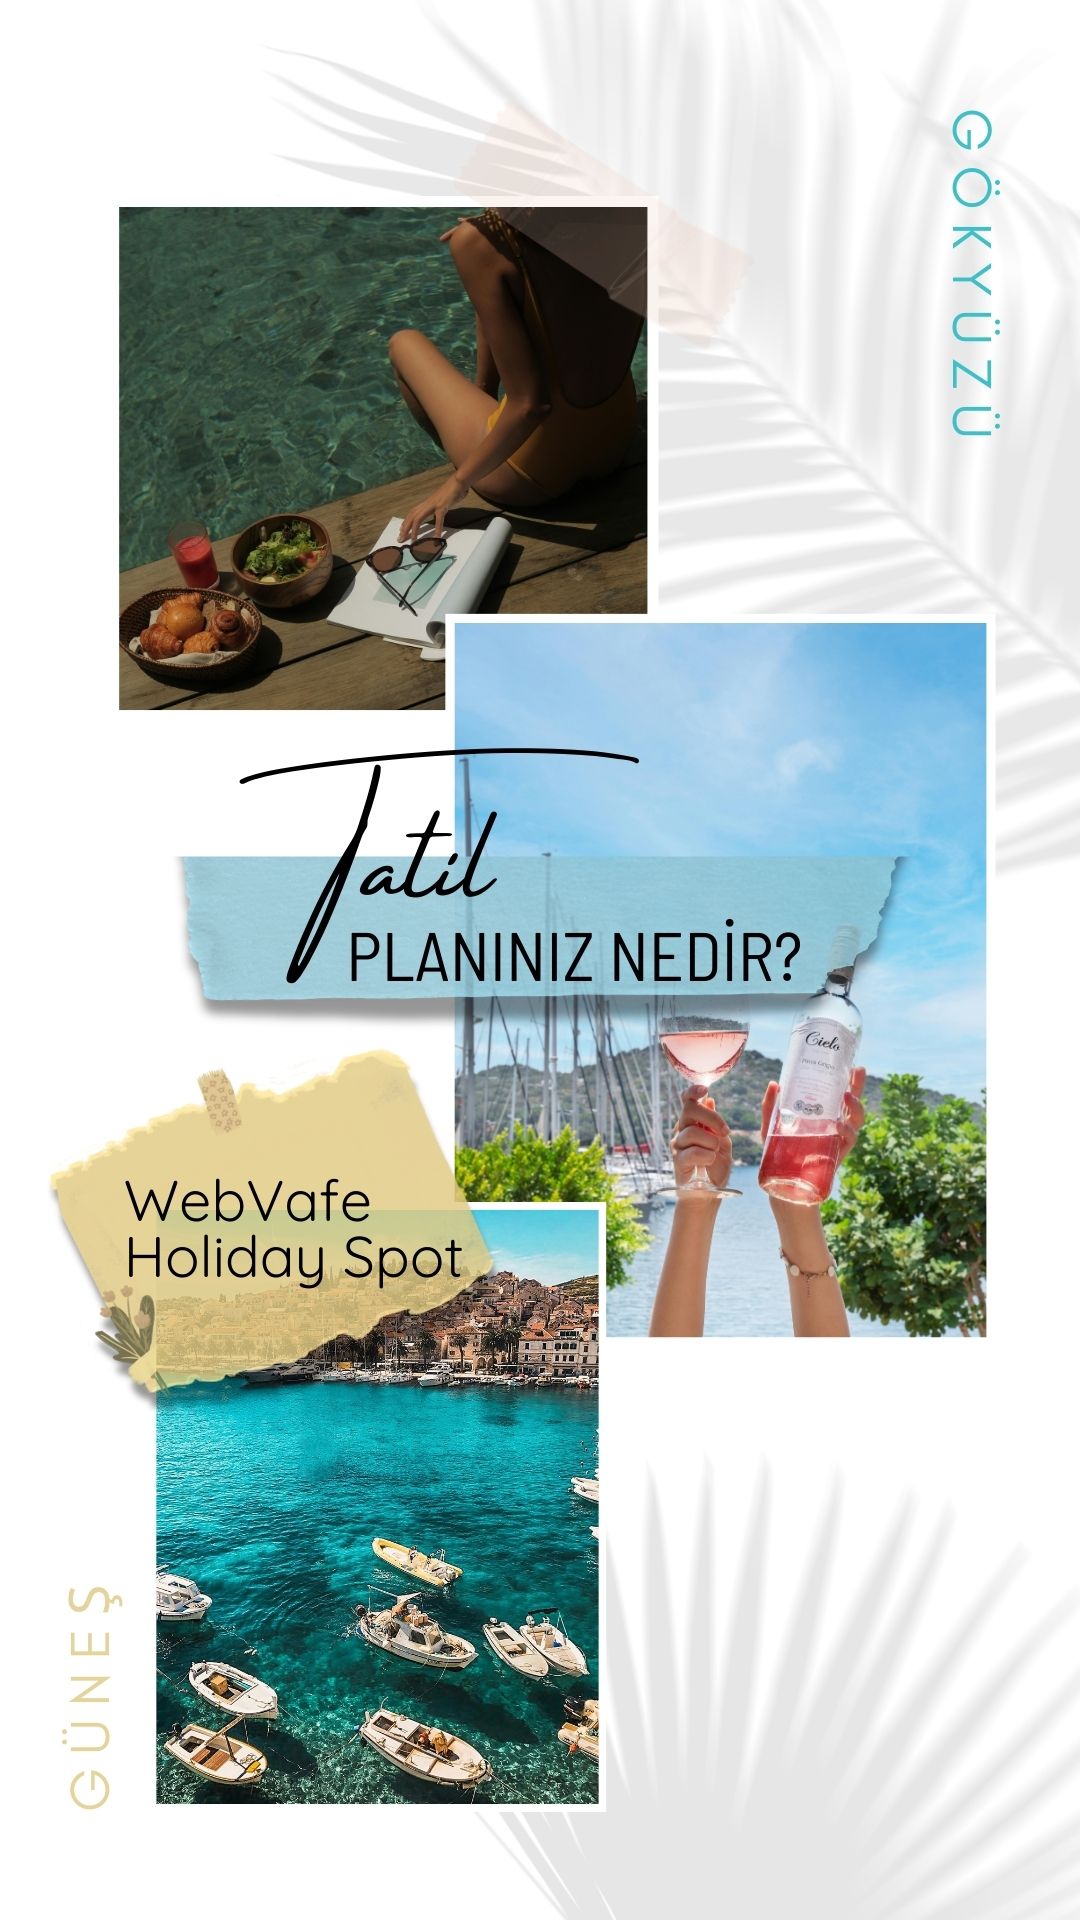 GÖKYÜZÜ
Tatil
PLANINIZ NEDİR?
Cielo
WebVafe
Holiday Spot
GÜNEŞ